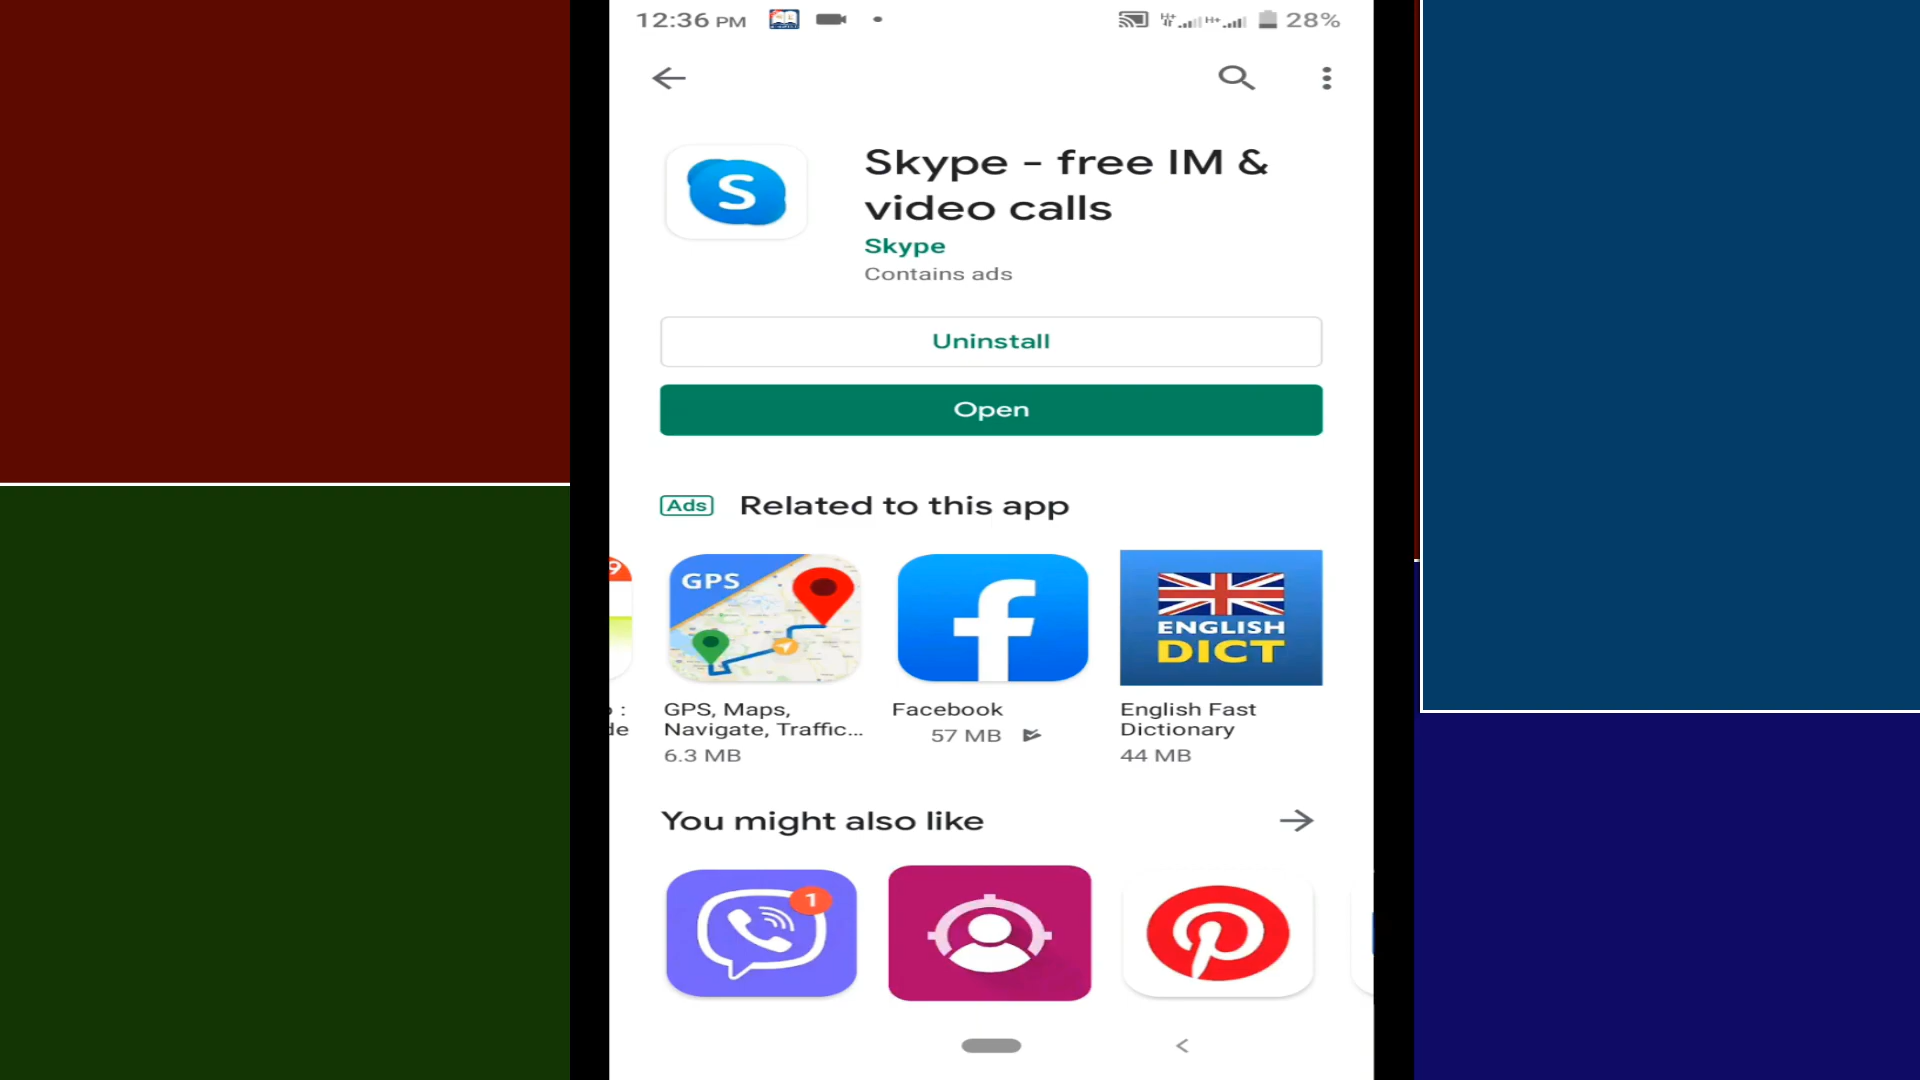 12:36 PM
28%
S
Skype - free IM &
video calls
Skype
Contains ads
Uninstall
Open
Ads Related to this app
GPS
ENGLISH
DICT
GPS, Maps,
Navigate, Traffic...
6.3 MB
Facebook
57 MB
English Fast
Dictionary
44 MB
You might also like
1